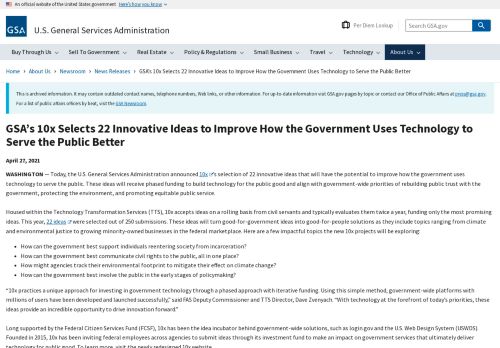 An official website of the United States government Here's how you know
GSA U.S. General Services Administration
Per Diem Lookup
Search GSA.gov
Buy Through Us Sell To Government Real Estate Policy & Regulations Small Business Travel Technology About Us
Home › About Us › Newsroom › News Releases › GSA's 10x Selects 22 Innovative Ideas to Improve How the Government Uses Technology to Serve the Public Better
This is archived information. It may contain outdated contact names, telephone numbers, Web links, or other information. For up-to-date information visit GSA.gov pages by topic or contact our Office of Public Affairs at press@gsa.gov.
For a list of public affairs officers by beat, visit the GSA Newsroom.
GSA's 10x Selects 22 Innovative Ideas to Improve How the Government Uses Technology to
Serve the Public Better
April 27, 2021
WASHINGTON — Today, the U.S. General Services Administration announced 10x's selection of 22 innovative ideas that will have the potential to improve how the government uses
technology to serve the public. These ideas will receive phased funding to build technology for the public good and align with government-wide priorities of rebuilding public trust with the
government, protecting the environment, and promoting equitable public service.
Housed within the Technology Transformation Services (TTS), 10x accepts ideas on a rolling basis from civil servants and typically evaluates them twice a year, funding only the most promising
ideas. This year, 22 ideas were selected out of 250 submissions. These ideas will turn good-for-government ideas into good-for-people solutions as they include topics ranging from climate
and environmental justice to growing minority-owned businesses in the federal marketplace. Here are a few impactful topics the new 10x projects will be exploring:
• How can the government best support individuals reentering society from incarceration?
• How can the government best communicate civil rights to the public, all in one place?
• How might agencies track their environmental footprint to mitigate their effect on climate change?
• How can the government best involve the public in the early stages of policymaking?
"10x practices a unique approach for investing in government technology through a phased approach with iterative funding. Using this simple method, government-wide platforms with
millions of users have been developed and launched successfully," said FAS Deputy Commissioner and TTS Director, Dave Zvenyach. "With technology at the forefront of today's priorities, these
ideas provide an incredible opportunity to drive innovation forward."
Long supported by the Federal Citizen Services Fund (FCSF), 10x has been the idea incubator behind government-wide solutions, such as login.gov and the U.S. Web Design System (USWDS)
Founded in 2015, 10x has been inviting federal employees across agencies to submit ideas through its investment fund to make an impact on government services that ultimately deliver
technology for public good. To learn more, visit the newly redesigned 10x website.